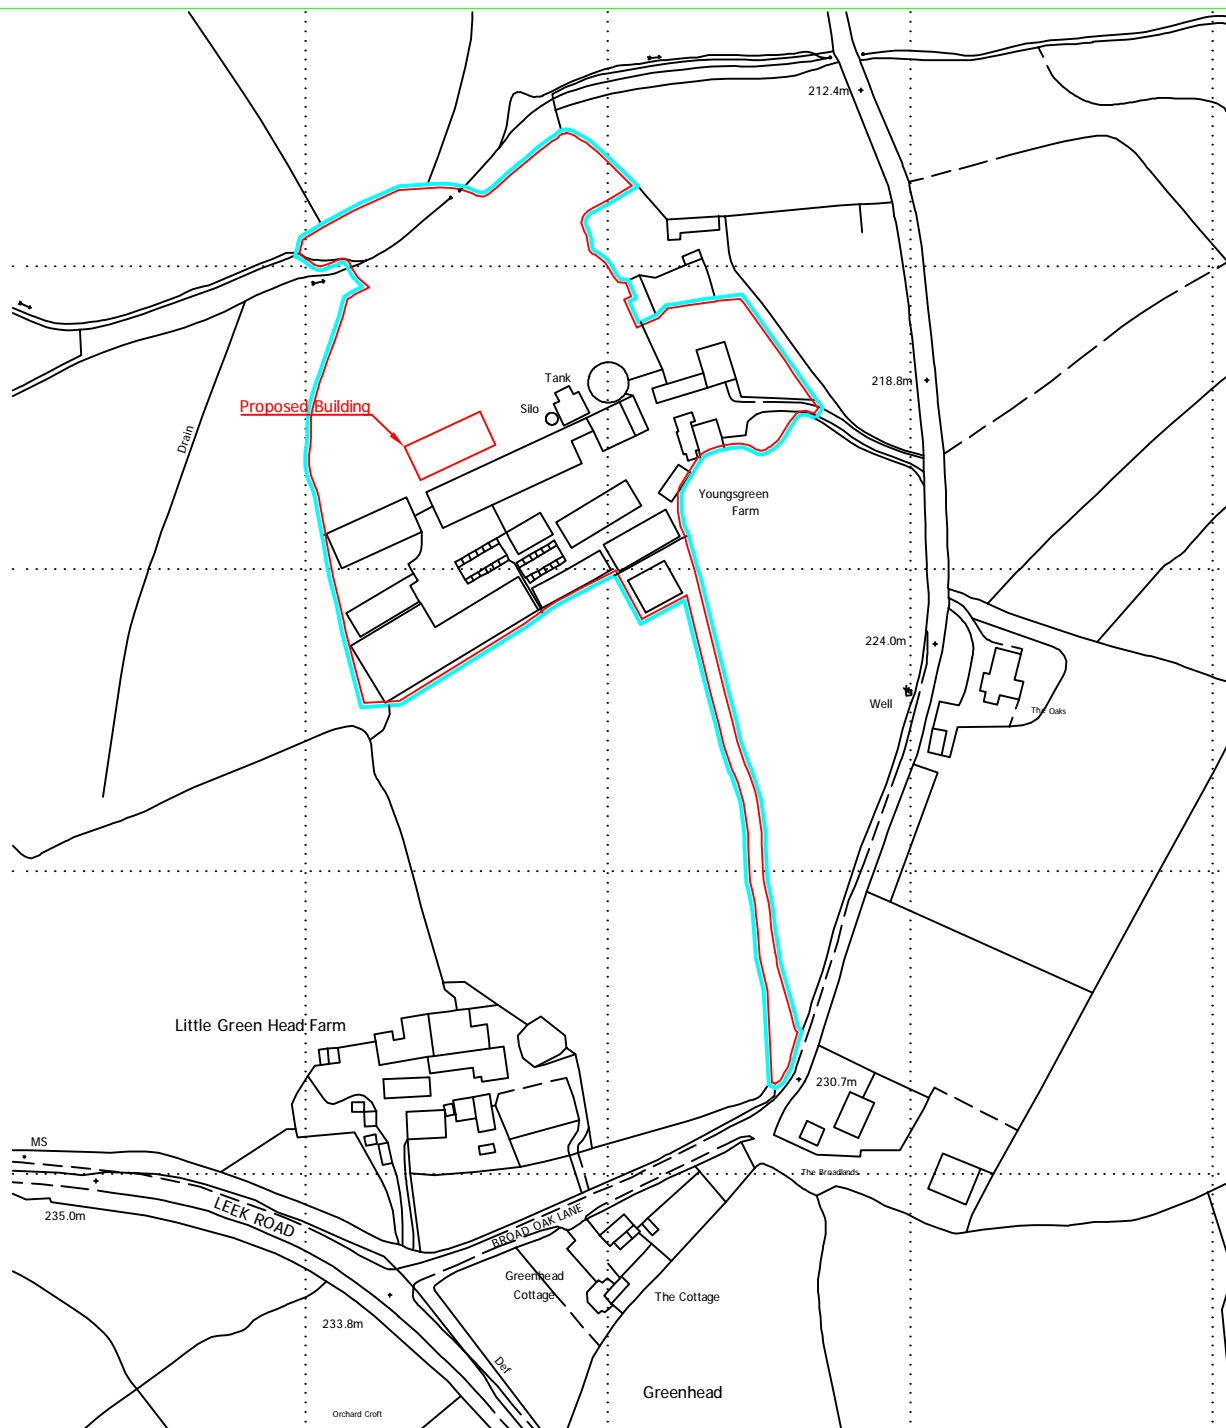 212.4m
218.8m
Tank
Silo
Proposed Building
Drain
Youngsgreen
Farm
224.0m
Well
The Oaks
Little Green Head Farm
230.7m
MS
The Broadlands
235.0m
LEEK ROAD
BROAD OAK LANE
Greenhead
Cottage
The Cottage
233.8m
Def
Greenhead
Orchard Croft